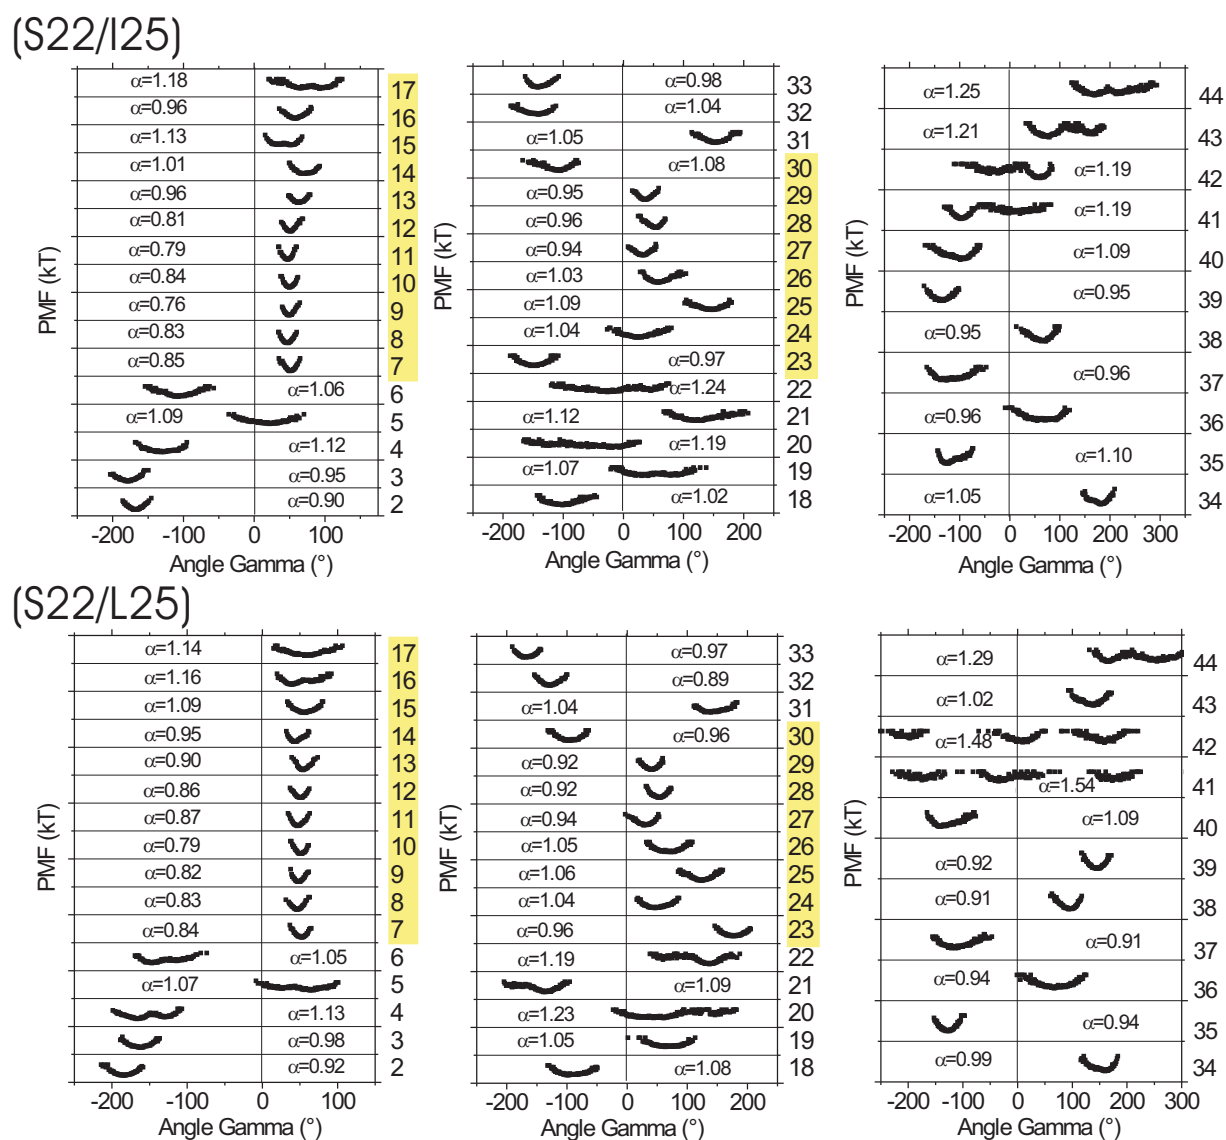 (S22/I25)
α=1.18 17
α=0.96 16
α=1.13 15
α=1.01 14
α=0.96 13
α=0.81 12
α=0.79 11
α=0.84 10
α=0.76 9
α=0.83 8
α=0.85 7
α=1.06 6
α=1.09 5
α=1.12 4
α=0.95 3
α=0.90 2
PMF (kT)
-200 -100 0 100
Angle Gamma (°)
α=0.98 33
α=1.04 32
α=1.05 31
α=1.08 30
α=0.95 29
α=0.96 28
α=0.94 27
α=1.03 26
α=1.09 25
α=1.04 24
α=0.97 23
α=1.24 22
α=1.12 21
α=1.19 20
α=1.07 19
α=1.02 18
PMF (kT)
-200 -100 0 100 200
Angle Gamma (°)
α=1.25 44
α=1.21 43
α=1.19 42
α=1.19 41
α=1.09 40
α=0.95 39
α=0.95 38
α=0.96 37
α=0.96 36
α=1.10 35
α=1.05 34
PMF (kT)
-200 -100 0 100 200 300
Angle Gamma (°)
(S22/L25)
α=1.14 17
α=1.16 16
α=1.09 15
α=0.95 14
α=0.90 13
α=0.86 12
α=0.87 11
α=0.79 10
α=0.82 9
α=0.83 8
α=0.84 7
α=1.05 6
α=1.07 5
α=1.13 4
α=0.98 3
α=0.92 2
PMF (kT)
-200 -100 0 100
Angle Gamma (°)
α=0.97 33
α=0.89 32
α=1.04 31
α=0.96 30
α=0.92 29
α=0.92 28
α=0.94 27
α=1.05 26
α=1.06 25
α=1.04 24
α=0.96 23
α=1.19 22
α=1.09 21
α=1.23 20
α=1.05 19
α=1.08 18
PMF (kT)
-200 -100 0 100 200
Angle Gamma (°)
α=1.29 44
α=1.02 43
α=1.48 42
α=1.54 41
α=1.09 40
α=0.92 39
α=0.91 38
α=0.91 37
α=0.94 36
α=0.94 35
α=0.99 34
PMF (kT)
-200 -100 0 100 200 300
Angle Gamma (°)